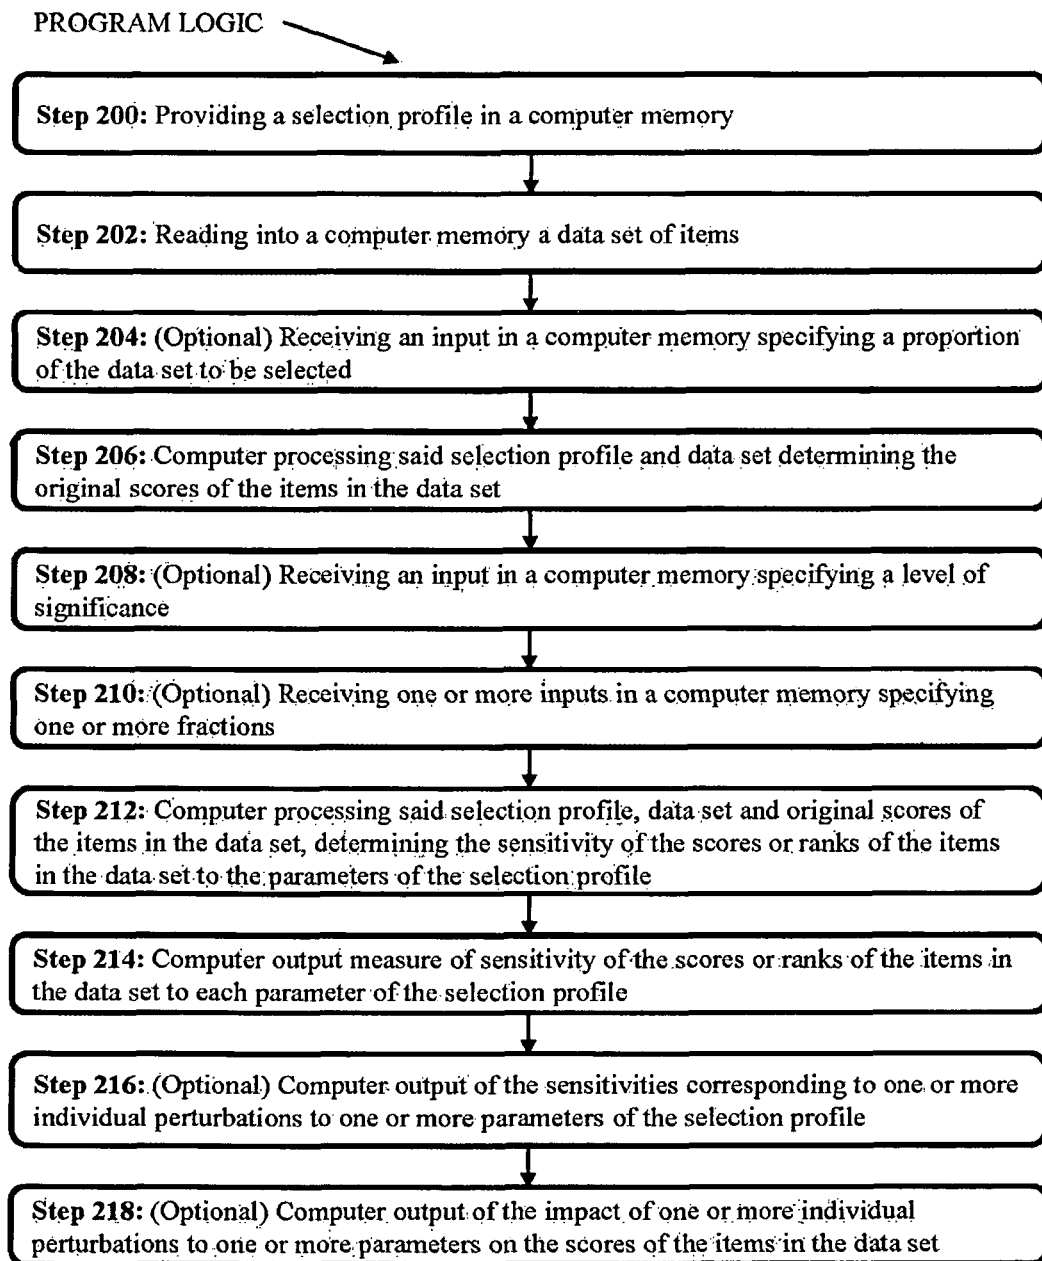 PROGRAM LOGIC
Step 200: Providing a selection profile in a computer memory
Step 202: Reading into a computer memory a data set of items
Step 204: (Optional) Receiving an input in a computer memory specifying a proportion
of the data set to be selected
Step 206: Computer processing said selection profile and data set determining the
original scores of the items in the data set
Step 208: (Optional) Receiving an input in a computer memory specifying a level of
significance
Step 210: (Optional) Receiving one or more inputs in a computer memory specifying
one or more fractions
Step 212: Computer processing said selection profile, data set and original scores of
the items in the data set, determining the sensitivity of the scores or ranks of the items
in the data set to the parameters of the selection profile
Step 214: Computer output measure of sensitivity of the scores or ranks of the items in
the data set to each parameter of the selection profile
Step 216: (Optional) Computer output of the sensitivities corresponding to one or more
individual perturbations to one or more parameters of the selection profile
Step 218: (Optional) Computer output of the impact of one or more individual
perturbations to one or more parameters on the scores of the items in the data set